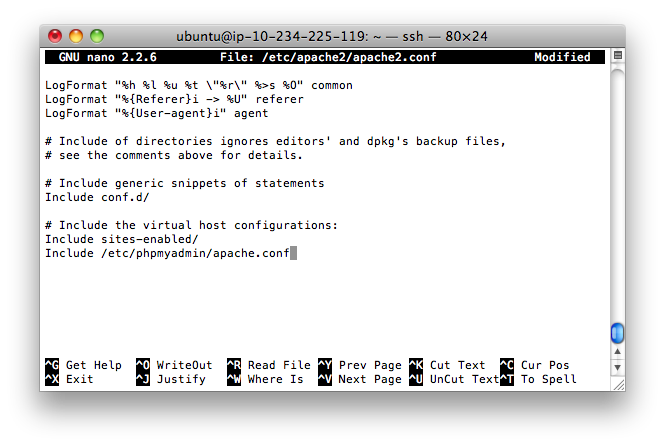 ubuntu@ip-10-234-225-119: ~ — ssh — 80×24
GNU nano 2.2.6 File: /etc/apache2/apache2.conf Modified
LogFormat "%h %l %u %t \"%r\" %>s %O" common
LogFormat "%{Referer}i -> %U" referer
LogFormat "%{User-agent}i" agent
# Include of directories ignores editors' and dpkg's backup files,
# see the comments above for details.
# Include generic snippets of statements
Include conf.d/
# Include the virtual host configurations:
Include sites-enabled/
Include /etc/phpmyadmin/apache.conf
^G Get Help ^O WriteOut ^R Read File ^Y Prev Page ^K Cut Text ^C Cur Pos
^X Exit ^J Justify ^W Where Is ^V Next Page ^U UnCut Text ^T To Spell